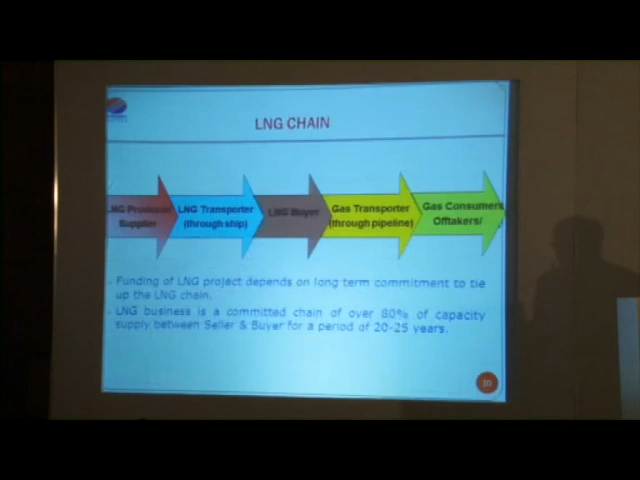 LNG CHAIN
LNG Producer
Supplier
LNG Transporter
(through ship)
LNG Buyer
Gas Transporter
(through pipeline)
Gas Consumers
Offtakers/
Funding of LNG project depends on long term commitment to tie
up the LNG chain.
LNG business is a committed chain of over 80% of capacity
supply between Seller & Buyer for a period of 20-25 years.